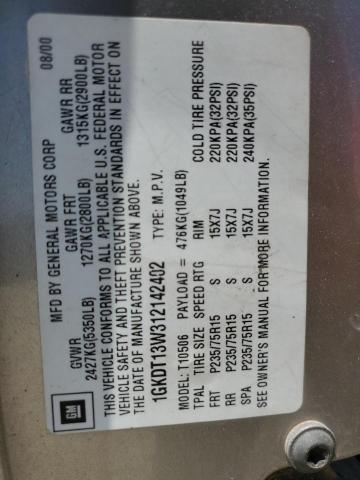 MFD BY GENERAL MOTORS CORP 08/00
GVWR GAWR FRT GAWR RR
2427KG(5350LB) 1270KG(2800LB) 1315KG(2900LB)
THIS VEHICLE CONFORMS TO ALL APPLICABLE U.S. FEDERAL MOTOR
VEHICLE SAFETY AND THEFT PREVENTION STANDARDS IN EFFECT ON
THE DATE OF MANUFACTURE SHOWN ABOVE.
1GKDT13W312142402 TYPE: M.P.V.
MODEL: T10506 PAYLOAD = 476KG(1049LB)
TPAL TIRE SIZE SPEED RTG RIM COLD TIRE PRESSURE
FRT P235/75R15 S 15X7J 220KPA(32PSI)
RR P235/75R15 S 15X7J 220KPA(32PSI)
SPA P235/75R15 S 15X7J 240KPA(35PSI)
SEE OWNER'S MANUAL FOR MORE INFORMATION.
GM